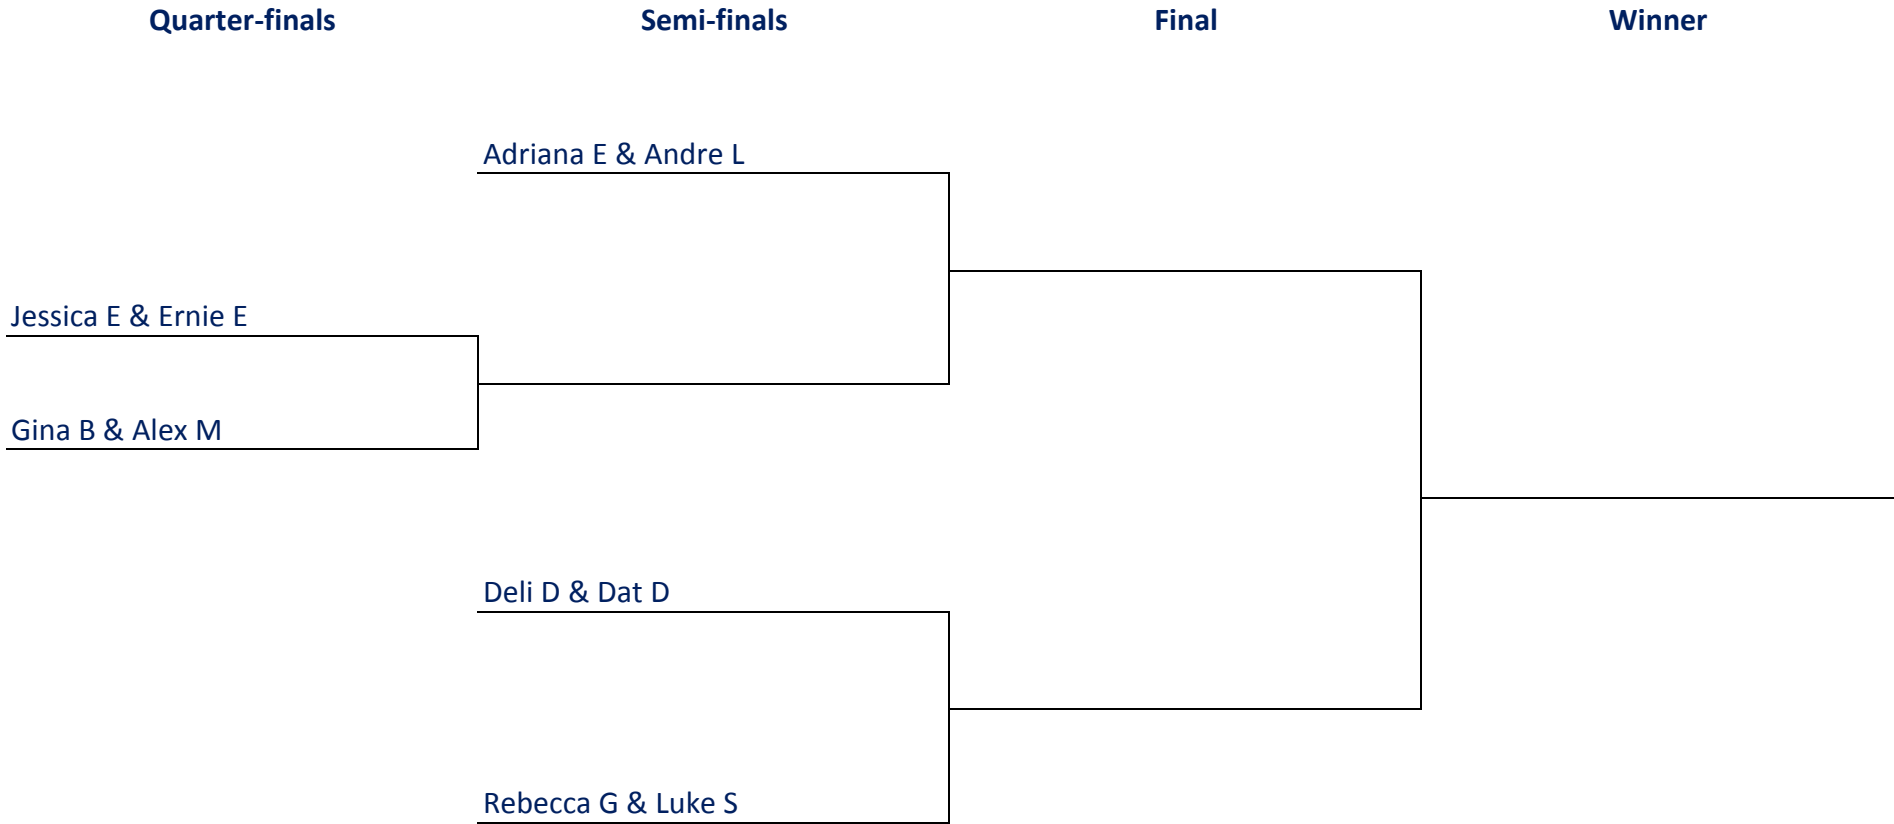 Quarter-finals Semi-finals Final Winner
Adriana E & Andre L
Jessica E & Ernie E
Gina B & Alex M
Deli D & Dat D
Rebecca G & Luke S